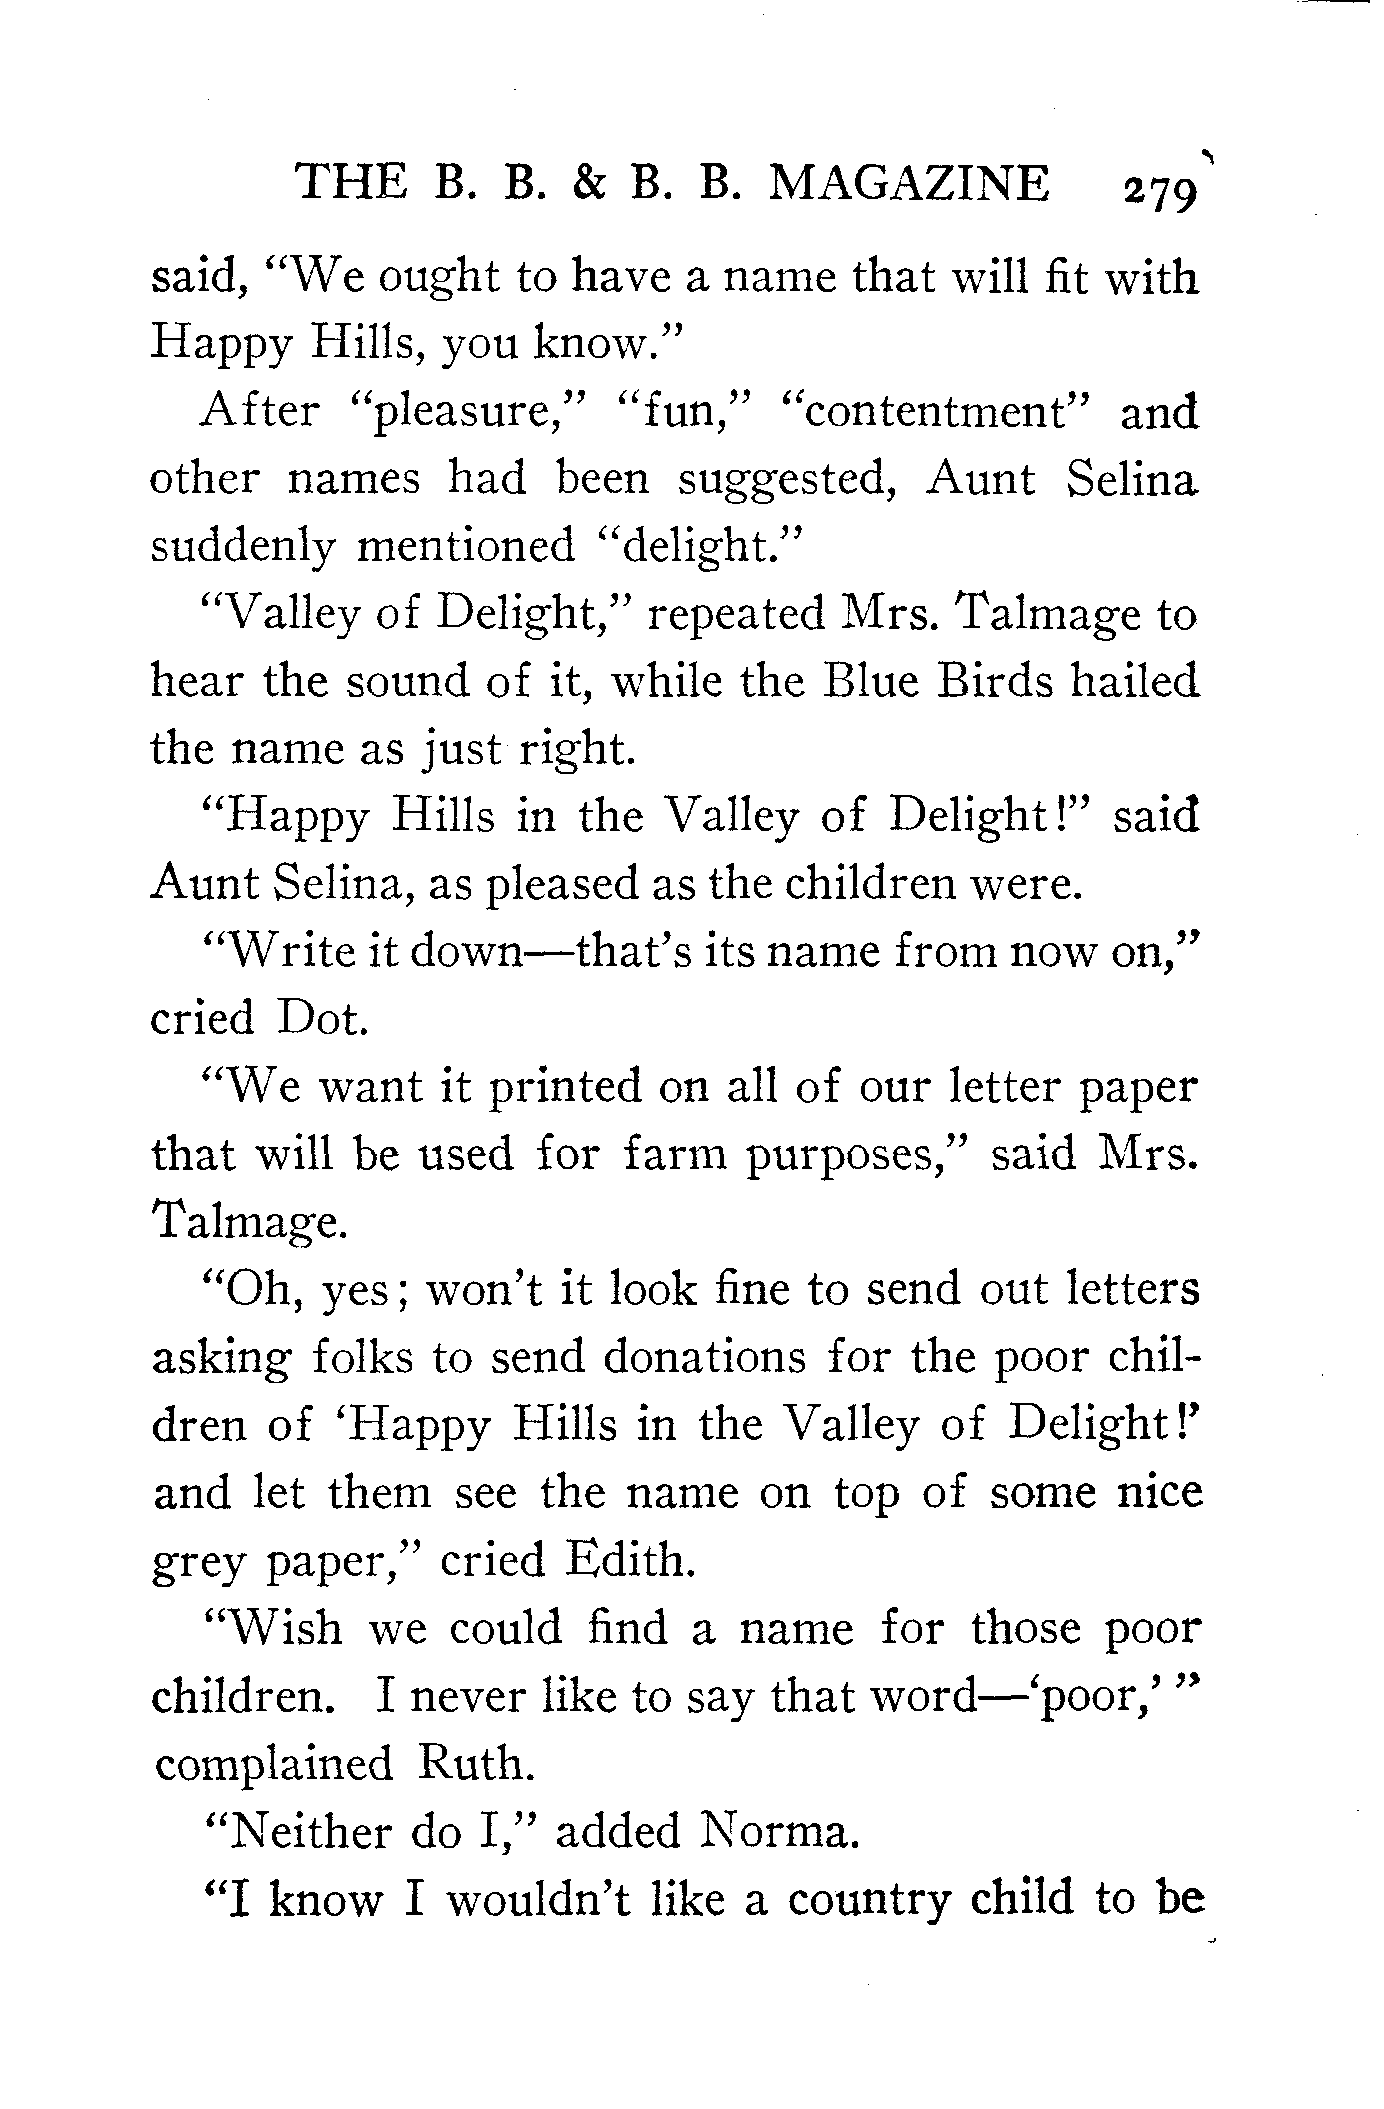 THE B. B. & B. B. MAGAZINE 279
said, “We ought to have a name that will fit with
Happy Hills, you know.”
After “pleasure,” “fun,” “contentment” and
other names had been suggested, Aunt Selina
suddenly mentioned “delight.”
“Valley of Delight,” repeated Mrs. Talmage to
hear the sound of it, while the Blue Birds hailed
the name as just right.
“Happy Hills in the Valley of Delight!” said
Aunt Selina, as pleased as the children were.
“Write it down—that’s its name from now on,”
cried Dot.
“We want it printed on all of our letter paper
that will be used for farm purposes,” said Mrs.
Talmage.
“Oh, yes; won’t it look fine to send out letters
asking folks to send donations for the poor chil-
dren of ‘Happy Hills in the Valley of Delight!’
and let them see the name on top of some nice
grey paper,” cried Edith.
“Wish we could find a name for those poor
children. I never like to say that word—‘poor,’”
complained Ruth.
“Neither do I,” added Norma.
“I know I wouldn’t like a country child to be